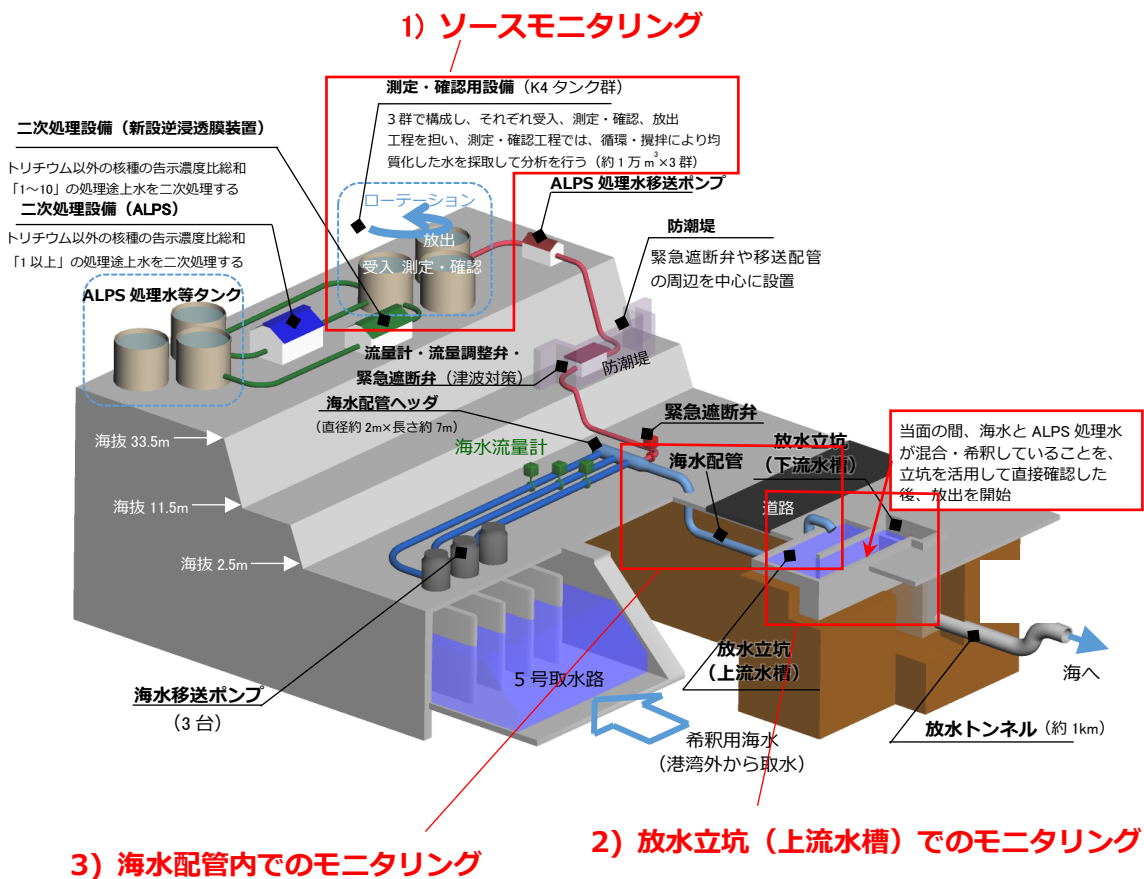 1）ソースモニタリング
測定・確認用設備（K4 タンク群）
3 群で構成し、それぞれ受入、測定・確認、放出
工程を担い、測定・確認工程では、循環・攪拌により均
質化した水を採取して分析を行う（約 1 万 m³×3 群）
二次処理設備（新設逆浸透膜装置）
トリチウム以外の核種の告示濃度比総和
「1～10」の処理途上水を二次処理する
二次処理設備（ALPS）
トリチウム以外の核種の告示濃度比総和
「1 以上」の処理途上水を二次処理する
ALPS 処理水等タンク
ローテーション
放出
受入
測定・確認
ALPS 処理水移送ポンプ
防潮堤
緊急遮断弁や移送配管
の周辺を中心に設置
防潮堤
流量計・流量調整弁・
緊急遮断弁（津波対策）
海水配管ヘッダ
（直径約 2m×長さ約 7m）
海水流量計
緊急遮断弁
海水配管
放水立坑
（下流水槽）
当面の間、海水と ALPS 処理水
が混合・希釈していることを、
立坑を活用して直接確認した
後、放出を開始
道路
海抜 33.5m
海抜 11.5m
海抜 2.5m
海水移送ポンプ
（3 台）
5 号取水路
希釈用海水
（港湾外から取水）
放水立坑
（上流水槽）
海へ
放水トンネル（約 1km）
2）放水立坑（上流水槽）でのモニタリング
3）海水配管内でのモニタリング